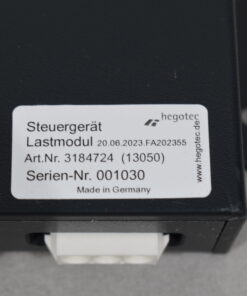 hegotec
Steuergerät
Lastmodul 20.06.2023.FA202355
Art.Nr. 3184724 (13050)
Serien-Nr. 001030
Made in Germany
www.hegotec.de